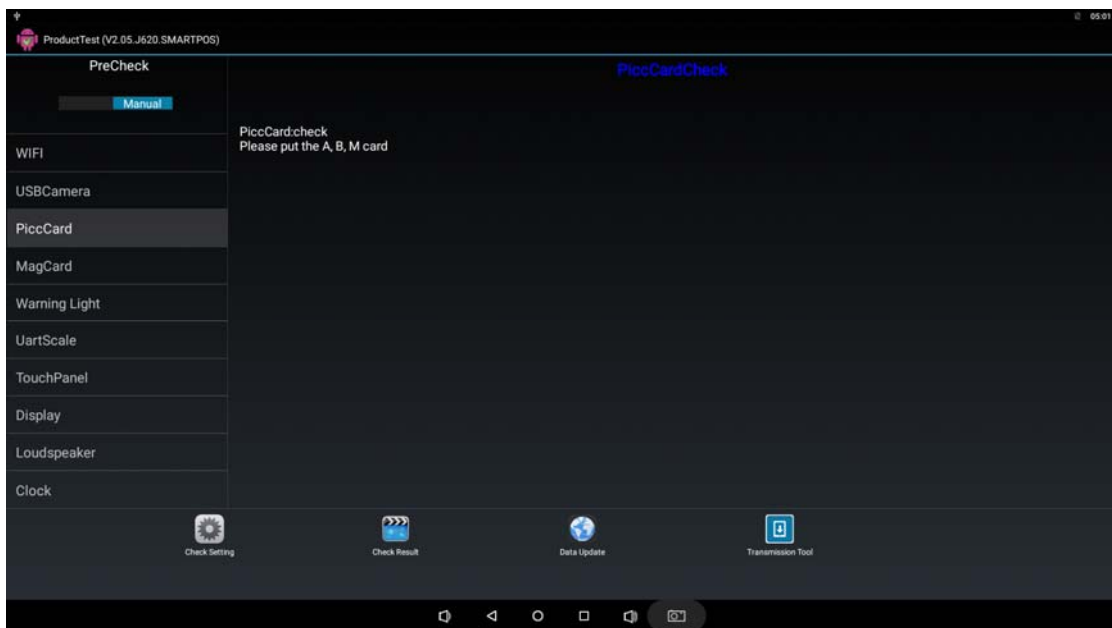 05:01
ProductTest (V2.05.J620.SMARTPOS)
PreCheck
Manual
WIFI
USBCamera
PiccCard
MagCard
Warning Light
UartScale
TouchPanel
Display
Loudspeaker
Clock
PiccCardCheck
PiccCard:check
Please put the A, B, M card
Check Setting
Check Result
Data Update
Transmission Tool